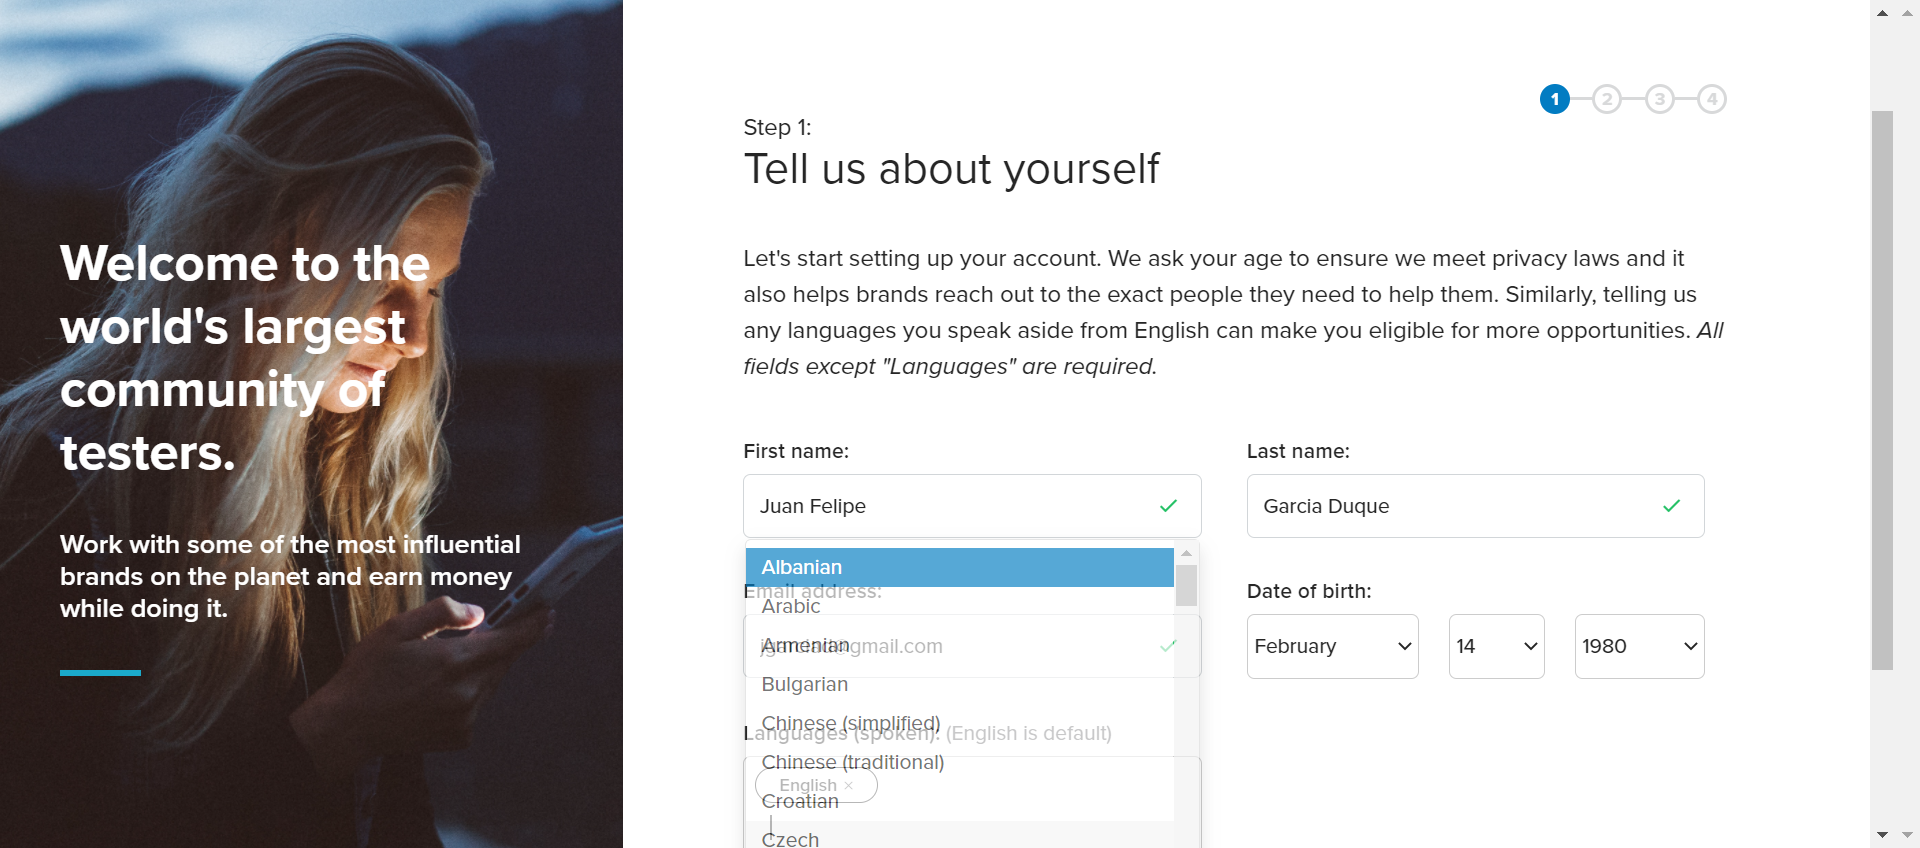 Welcome to the
world's largest
community of
testers.
Work with some of the most influential
brands on the planet and earn money
while doing it.
1 2 3 4
Step 1:
Tell us about yourself
Let's start setting up your account. We ask your age to ensure we meet privacy laws and it
also helps brands reach out to the exact people they need to help them. Similarly, telling us
any languages you speak aside from English can make you eligible for more opportunities. All
fields except "Languages" are required.
First name:
Juan Felipe
Last name:
Garcia Duque
Albanian
Email address:
Arabic
Armenian
@gmail.com
Bulgarian
Chinese (simplified)
Languages (spoken): (English is default)
Chinese (traditional)
English ×
Croatian
Czech
Date of birth:
February 14 1980